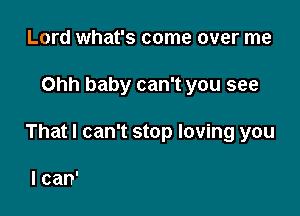 Lord what's come over me
Ohh baby can't you see
That I can't stop loving you
I can'